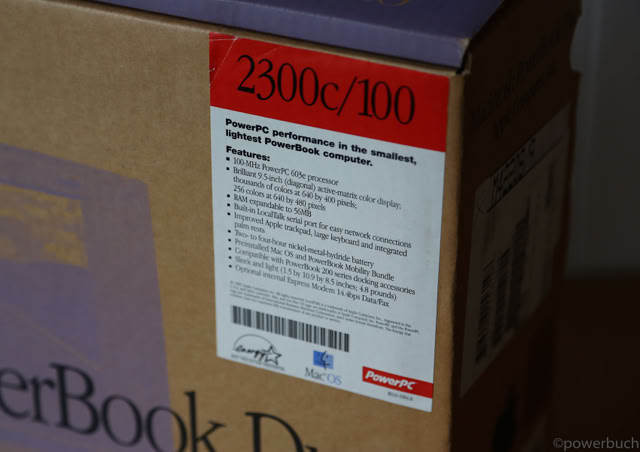 2300c/100
PowerPC performance in the smallest,
lightest PowerBook computer.
Features:
▪ 100-MHz PowerPC 603e processor
▪ Brilliant 9.5-inch (diagonal) active-matrix color display;
thousands of colors at 640 by 400 pixels;
256 colors at 640 by 480 pixels
▪ RAM expandable to 56MB
▪ Built-in LocalTalk serial port for easy network connections
▪ Improved Apple trackpad, large keyboard and integrated
palm rests
▪ Two- to four-hour nickel-metal-hydride battery
▪ Preinstalled Mac OS and PowerBook Mobility Bundle
▪ Compatible with PowerBook 200 series docking accessories
▪ Sleek and light (1.5 by 10.9 by 8.5 inches; 4.8 pounds)
▪ Optional internal Express Modem 14.4bps Data/Fax
energy
Mac OS
PowerPC
erBook D
©powerbuch